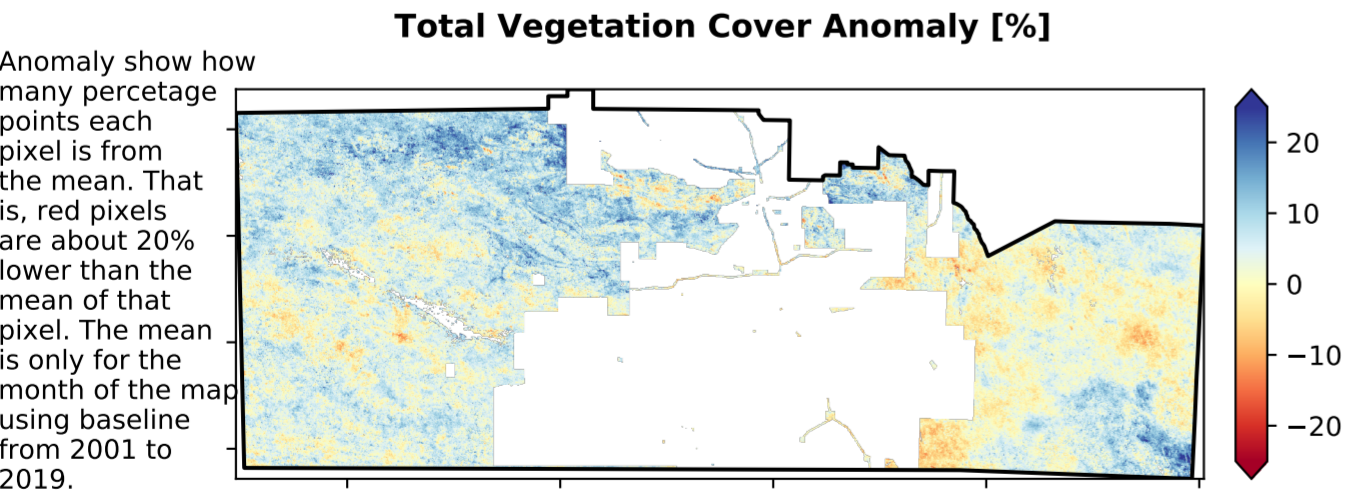 Total Vegetation Cover Anomaly [%]
Anomaly show how
many percetage
points each
pixel is from
the mean. That
is, red pixels
are about 20%
lower than the
mean of that
pixel. The mean
is only for the
month of the map
using baseline
from 2001 to
2019.
20
10
0
−10
−20